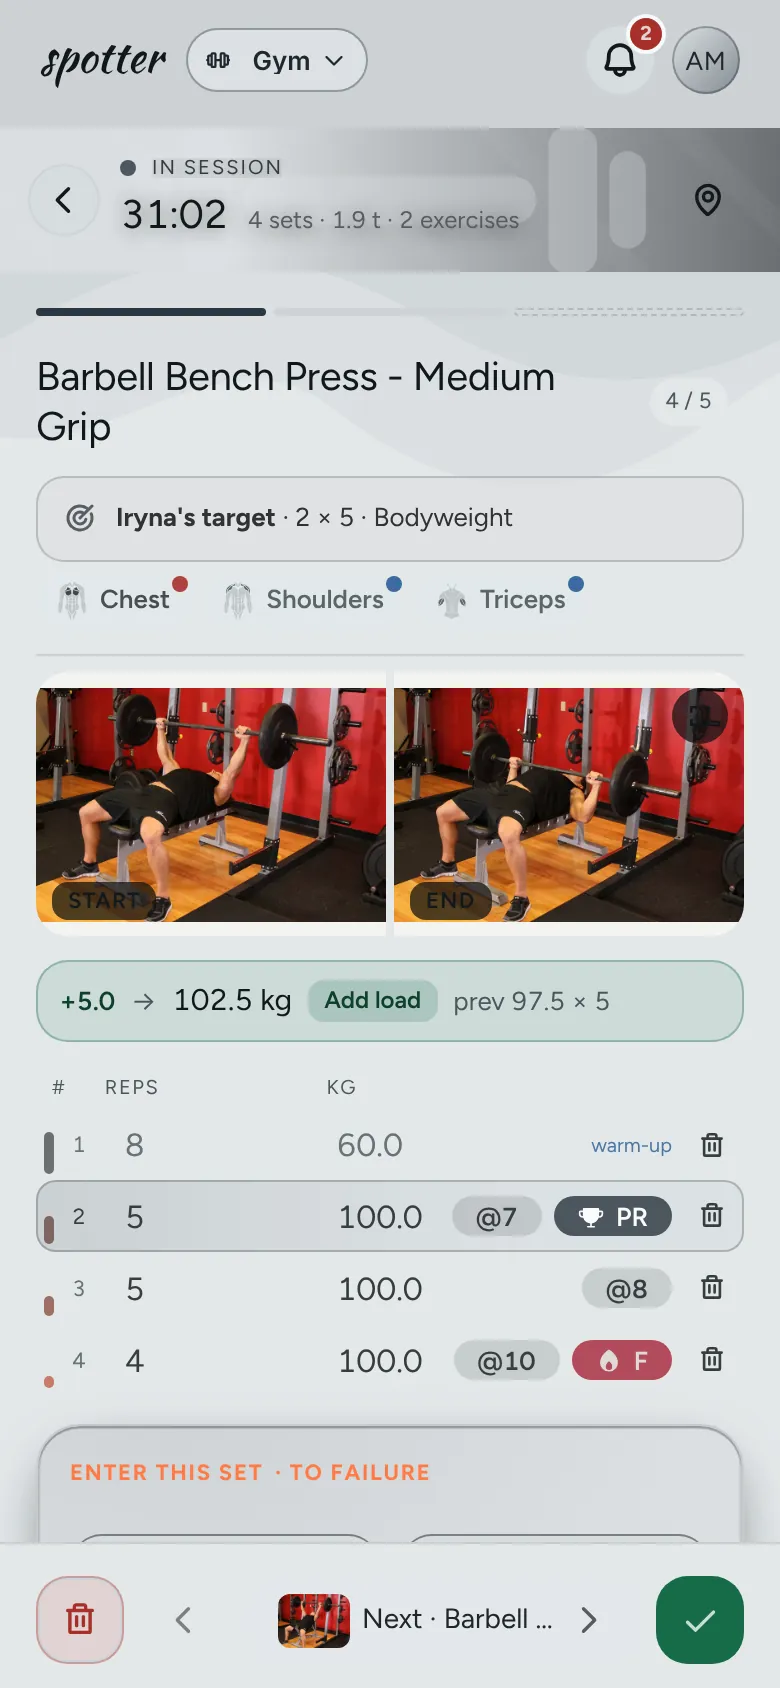 spotter
Gym
2
AM
IN SESSION
31:02 4 sets · 1.9 t · 2 exercises
Barbell Bench Press - Medium
Grip
4 / 5
Iryna's target · 2 × 5 · Bodyweight
Chest Shoulders Triceps
START END
+5.0 → 102.5 kg Add load prev 97.5 × 5
# REPS KG
1 8 60.0 warm-up
2 5 100.0 @7 PR
3 5 100.0 @8
4 4 100.0 @10 F
ENTER THIS SET · TO FAILURE
Next · Barbell ...